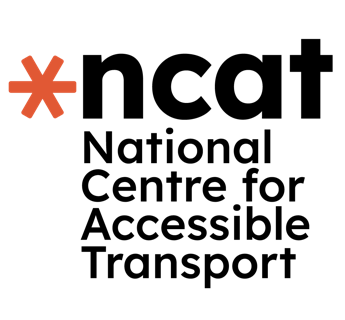 *ncat
National
Centre for
Accessible
Transport